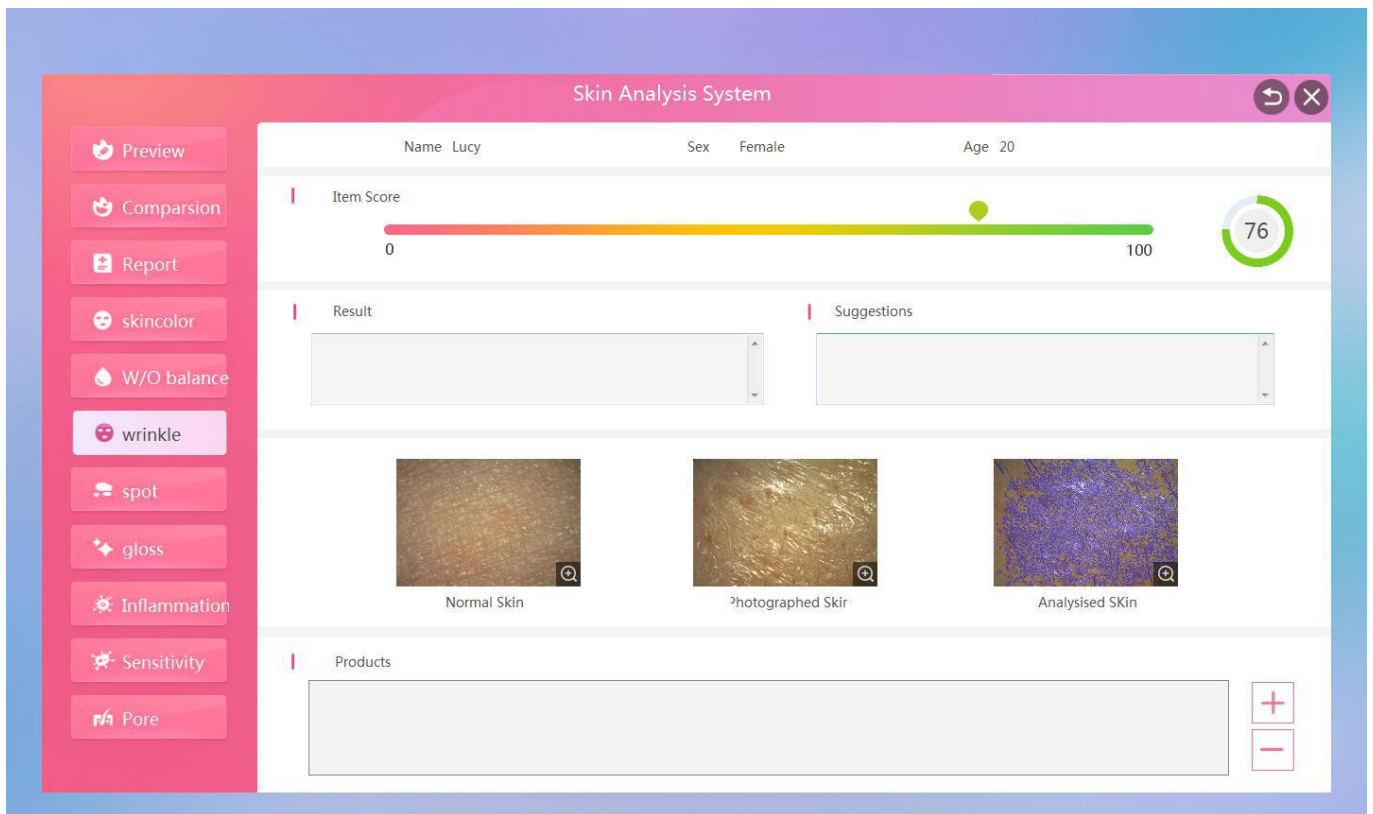 Skin Analysis System
Preview
Comparsion
Report
skincolor
W/O balance
wrinkle
spot
gloss
Inflammation
Sensitivity
Pore
Name Lucy Sex Female Age 20
Item Score
0 100
76
Result Suggestions
Normal Skin Photographed Skin Analysised SKin
Products